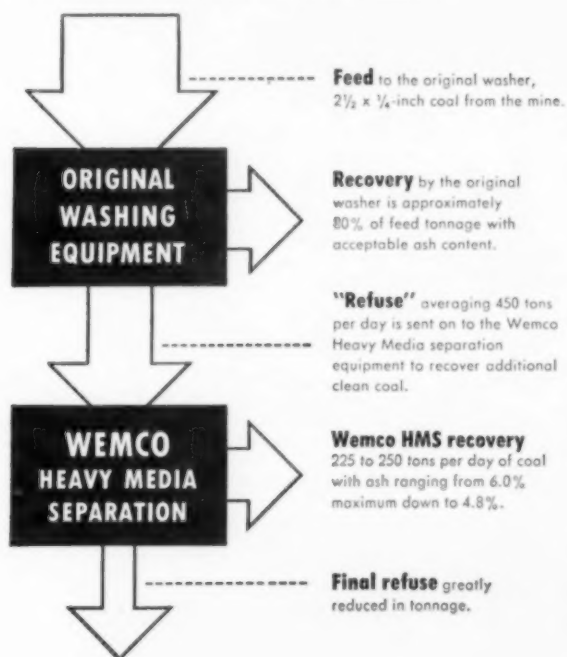 Feed to the original washer,
2½ x ¼-inch coal from the mine.
ORIGINAL
WASHING
EQUIPMENT
Recovery by the original
washer is approximately
80% of feed tonnage with
acceptable ash content.
"Refuse" averaging 450 tons
per day is sent on to the Wemco
Heavy Media separation
equipment to recover additional
clean coal.
WEMCO
HEAVY MEDIA
SEPARATION
Wemco HMS recovery
225 to 250 tons per day of coal
with ash ranging from 6.0%
maximum down to 4.8%.
Final refuse greatly
reduced in tonnage.